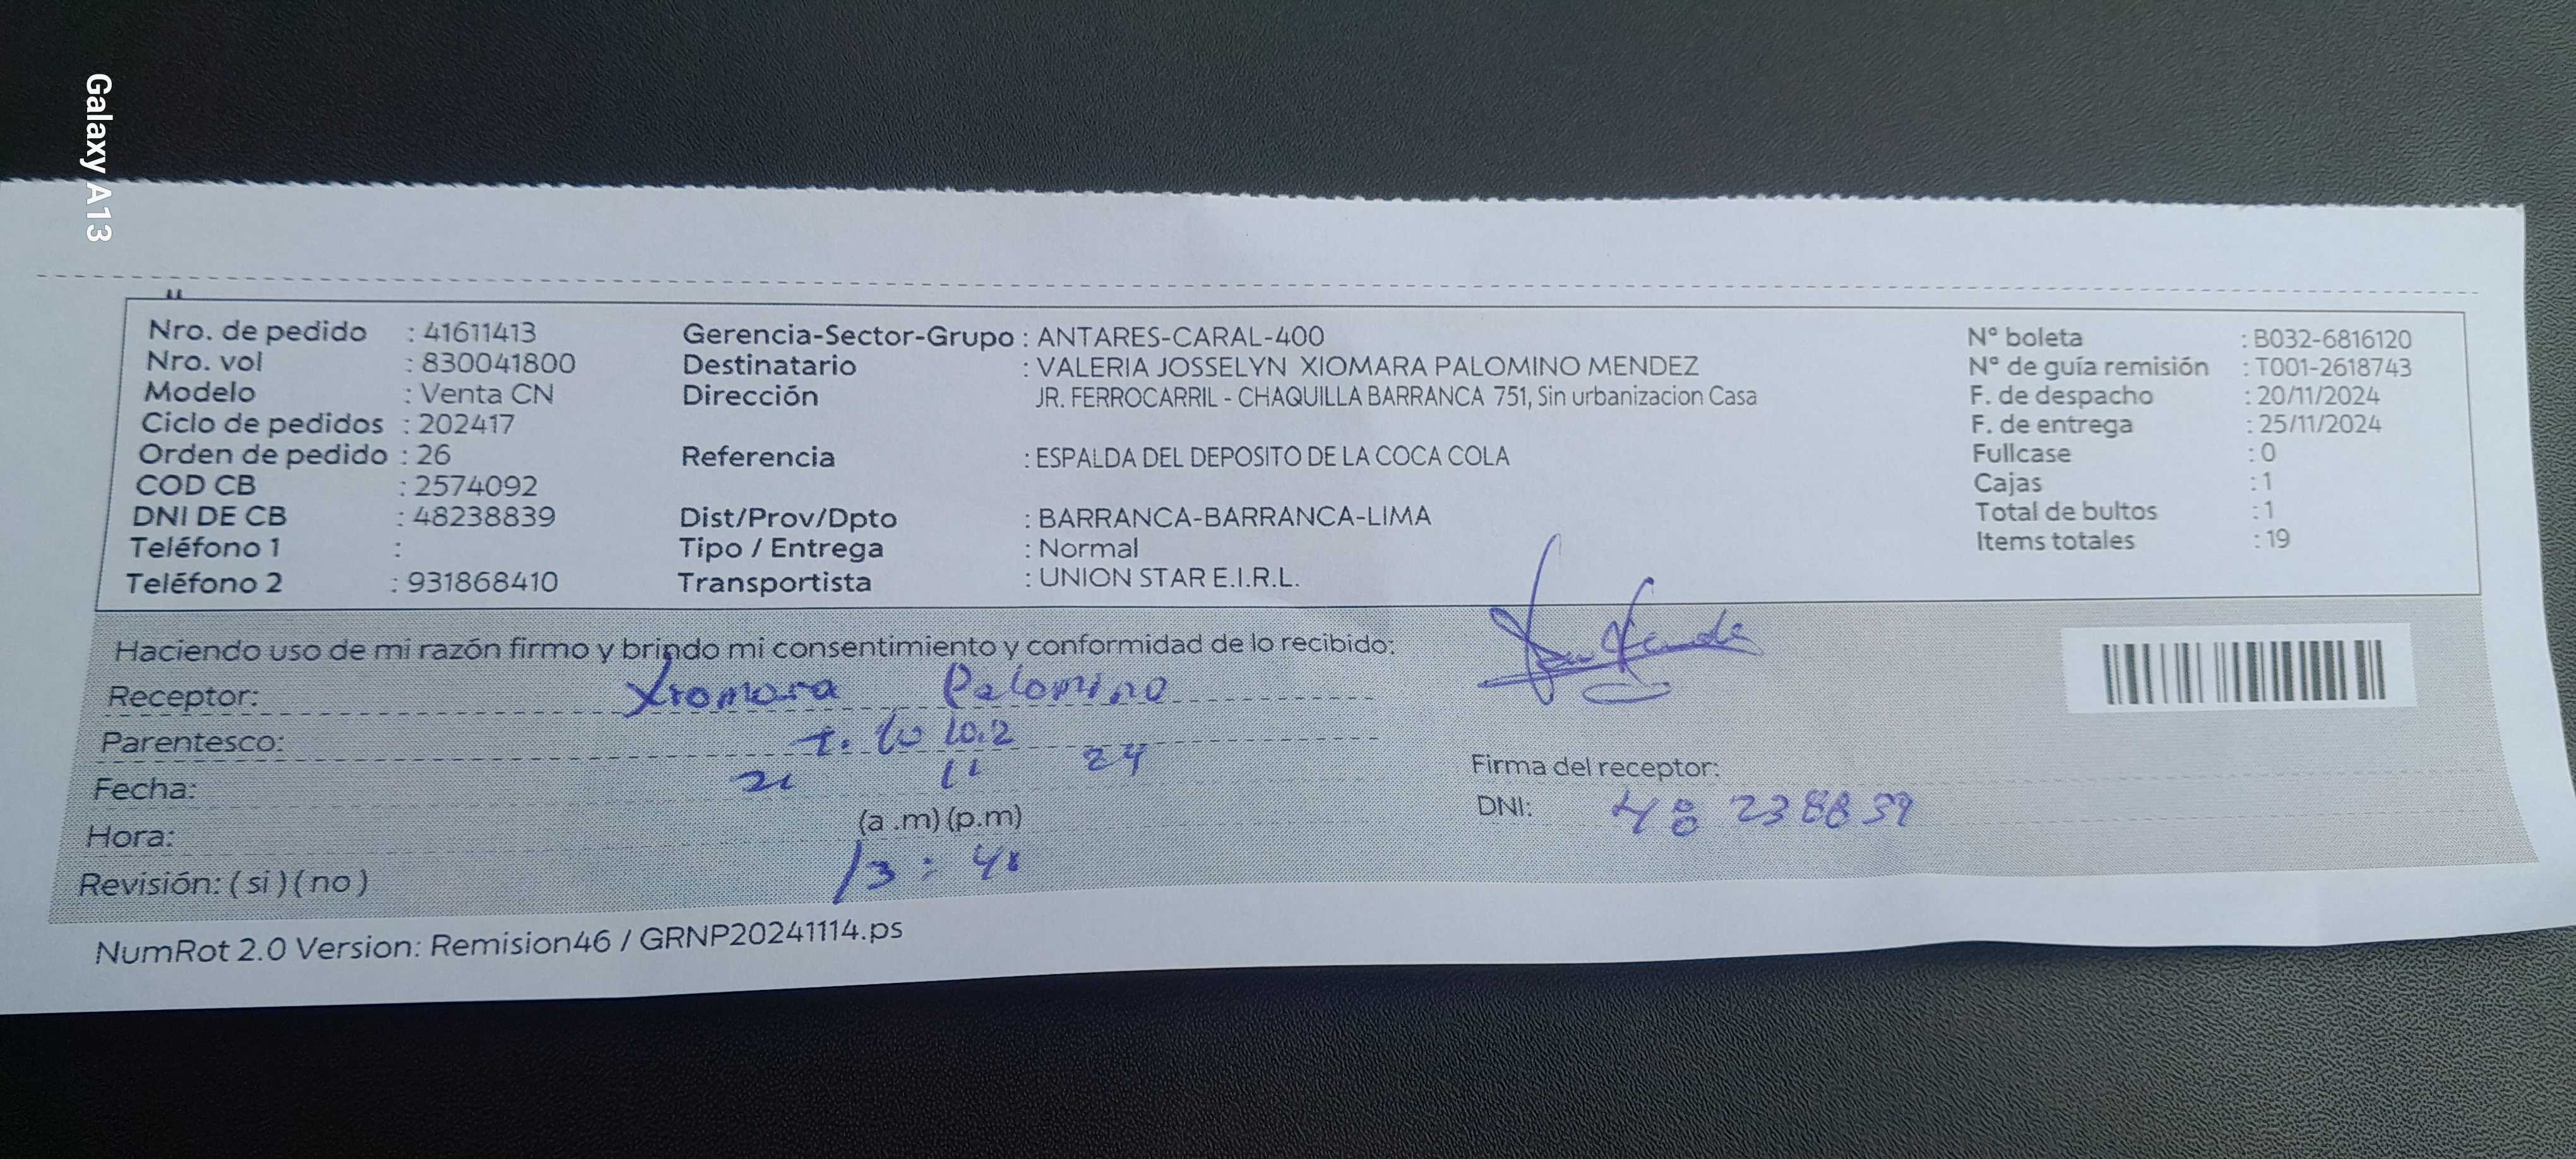 Galaxy A13
Nro. de pedido : 41611413
Nro. vol : 830041800
Modelo : Venta CN
Ciclo de pedidos : 202417
Orden de pedido : 26
COD CB : 2574092
DNI DE CB : 48238839
Teléfono 1 :
Teléfono 2 : 931868410
Gerencia-Sector-Grupo : ANTARES-CARAL-400
Destinatario : VALERIA JOSSELYN XIOMARA PALOMINO MENDEZ
Dirección JR. FERROCARRIL - CHAQUILLA BARRANCA 751, Sin urbanizacion Casa
Referencia : ESPALDA DEL DEPOSITO DE LA COCA COLA
Dist/Prov/Dpto : BARRANCA-BARRANCA-LIMA
Tipo / Entrega : Normal
Transportista : UNION STAR E.I.R.L.
Nº boleta : B032-6816120
Nº de guía remisión : T001-2618743
F. de despacho : 20/11/2024
F. de entrega : 25/11/2024
Fullcase : 0
Cajas : 1
Total de bultos : 1
Items totales : 19
Haciendo uso de mi razón firmo y brindo mi consentimiento y conformidad de lo recibido:
Receptor: Xiomara Palomino
Parentesco:
Fecha: 11 24
Hora: (a .m) (p.m)
13 : 48
Revisión: ( si ) ( no )
Firma del receptor:
DNI: 48 238839
NumRot 2.0 Version: Remision46 / GRNP20241114.ps